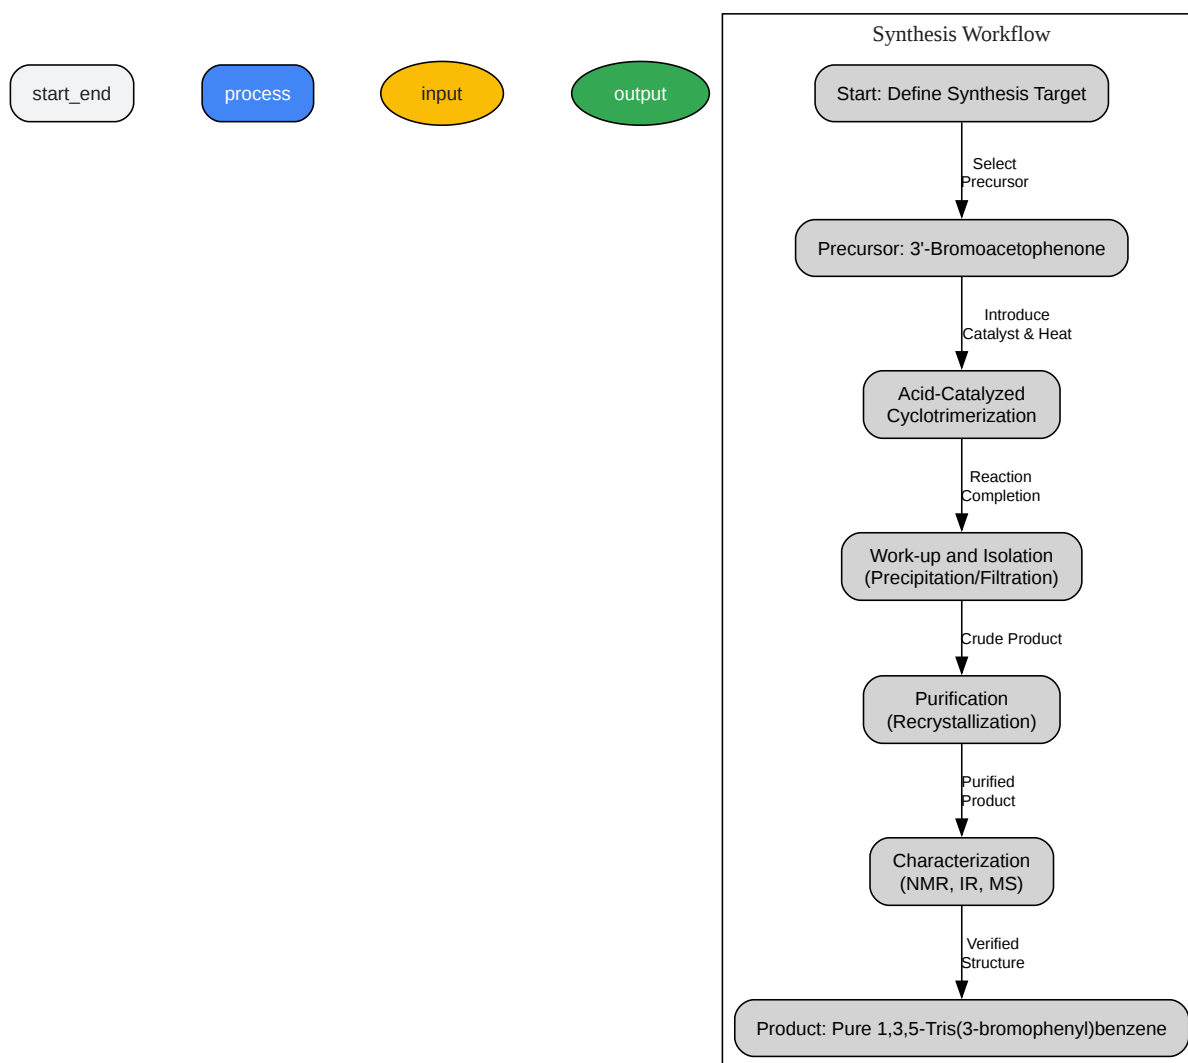 Synthesis Workflow
start_end
process
input
output
Start: Define Synthesis Target
Select
Precursor
Precursor: 3'-Bromoacetophenone
Introduce
Catalyst & Heat
Acid-Catalyzed
Cyclotrimerization
Reaction
Completion
Work-up and Isolation
(Precipitation/Filtration)
Crude Product
Purification
(Recrystallization)
Purified
Product
Characterization
(NMR, IR, MS)
Verified
Structure
Product: Pure 1,3,5-Tris(3-bromophenyl)benzene